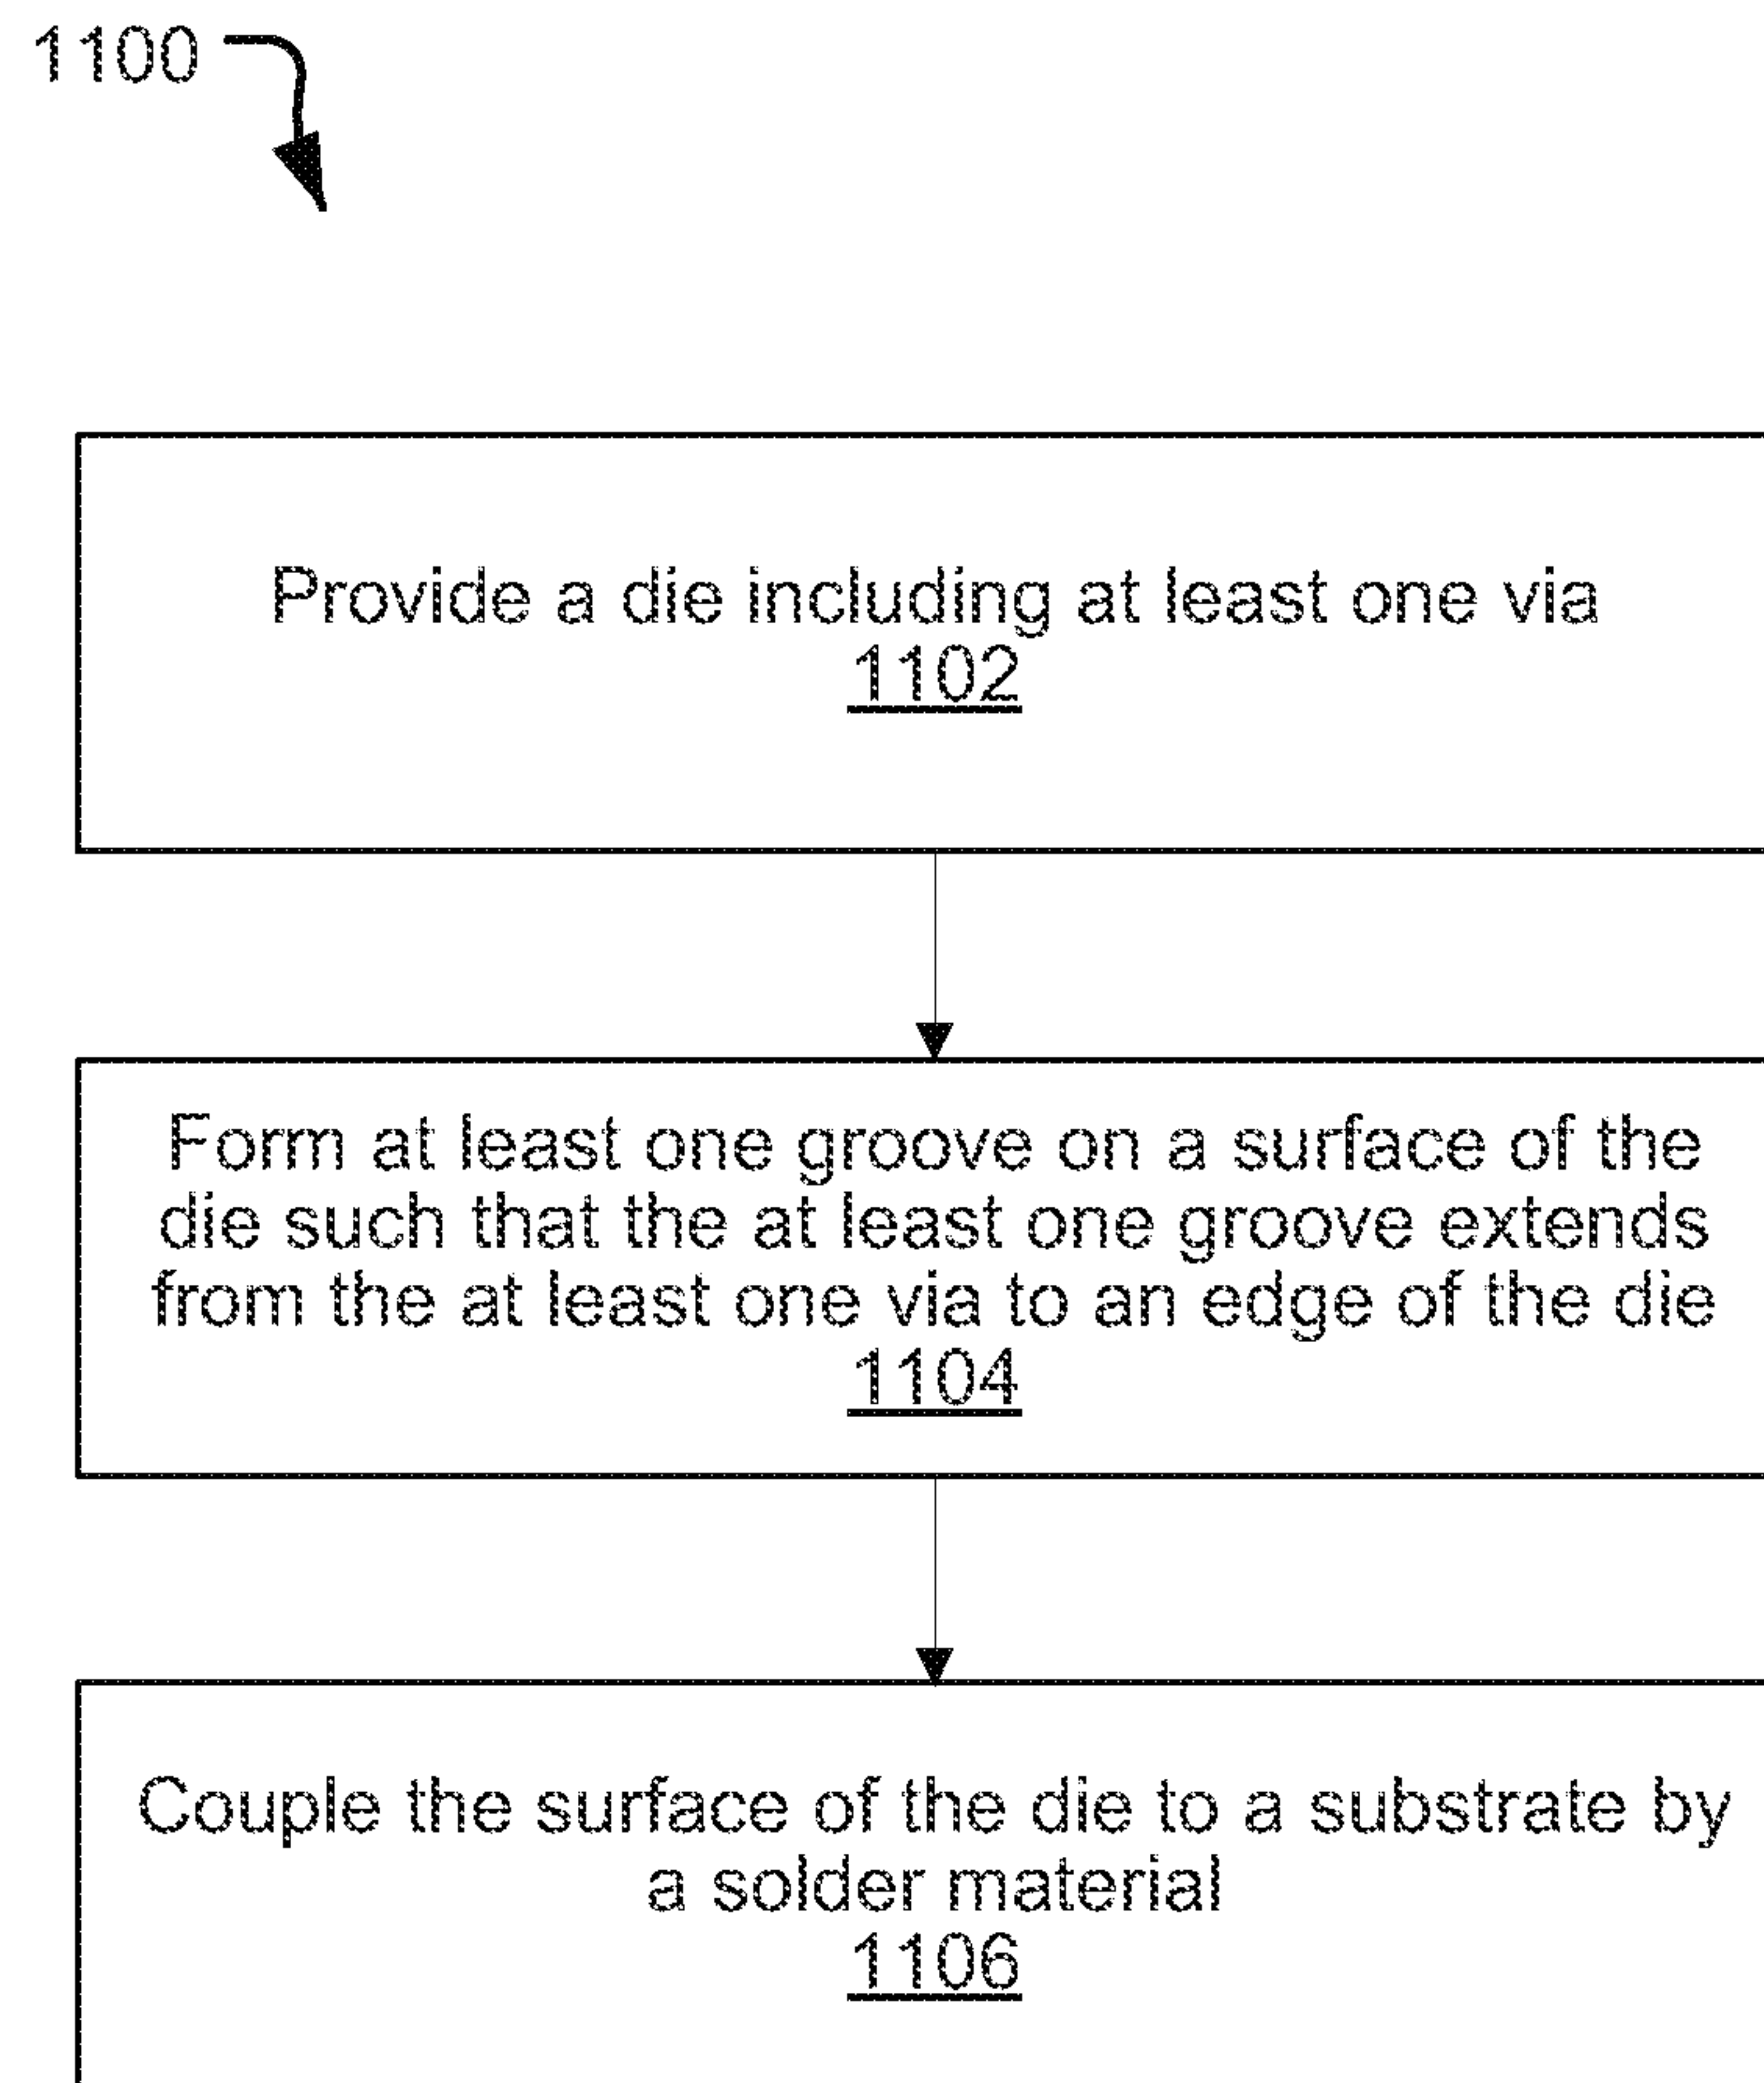 1100
Provide a die including at least one via
1102
Form at least one groove on a surface of the
die such that the at least one groove extends
from the at least one via to an edge of the die
1104
Couple the surface of the die to a substrate by
a solder material
1106